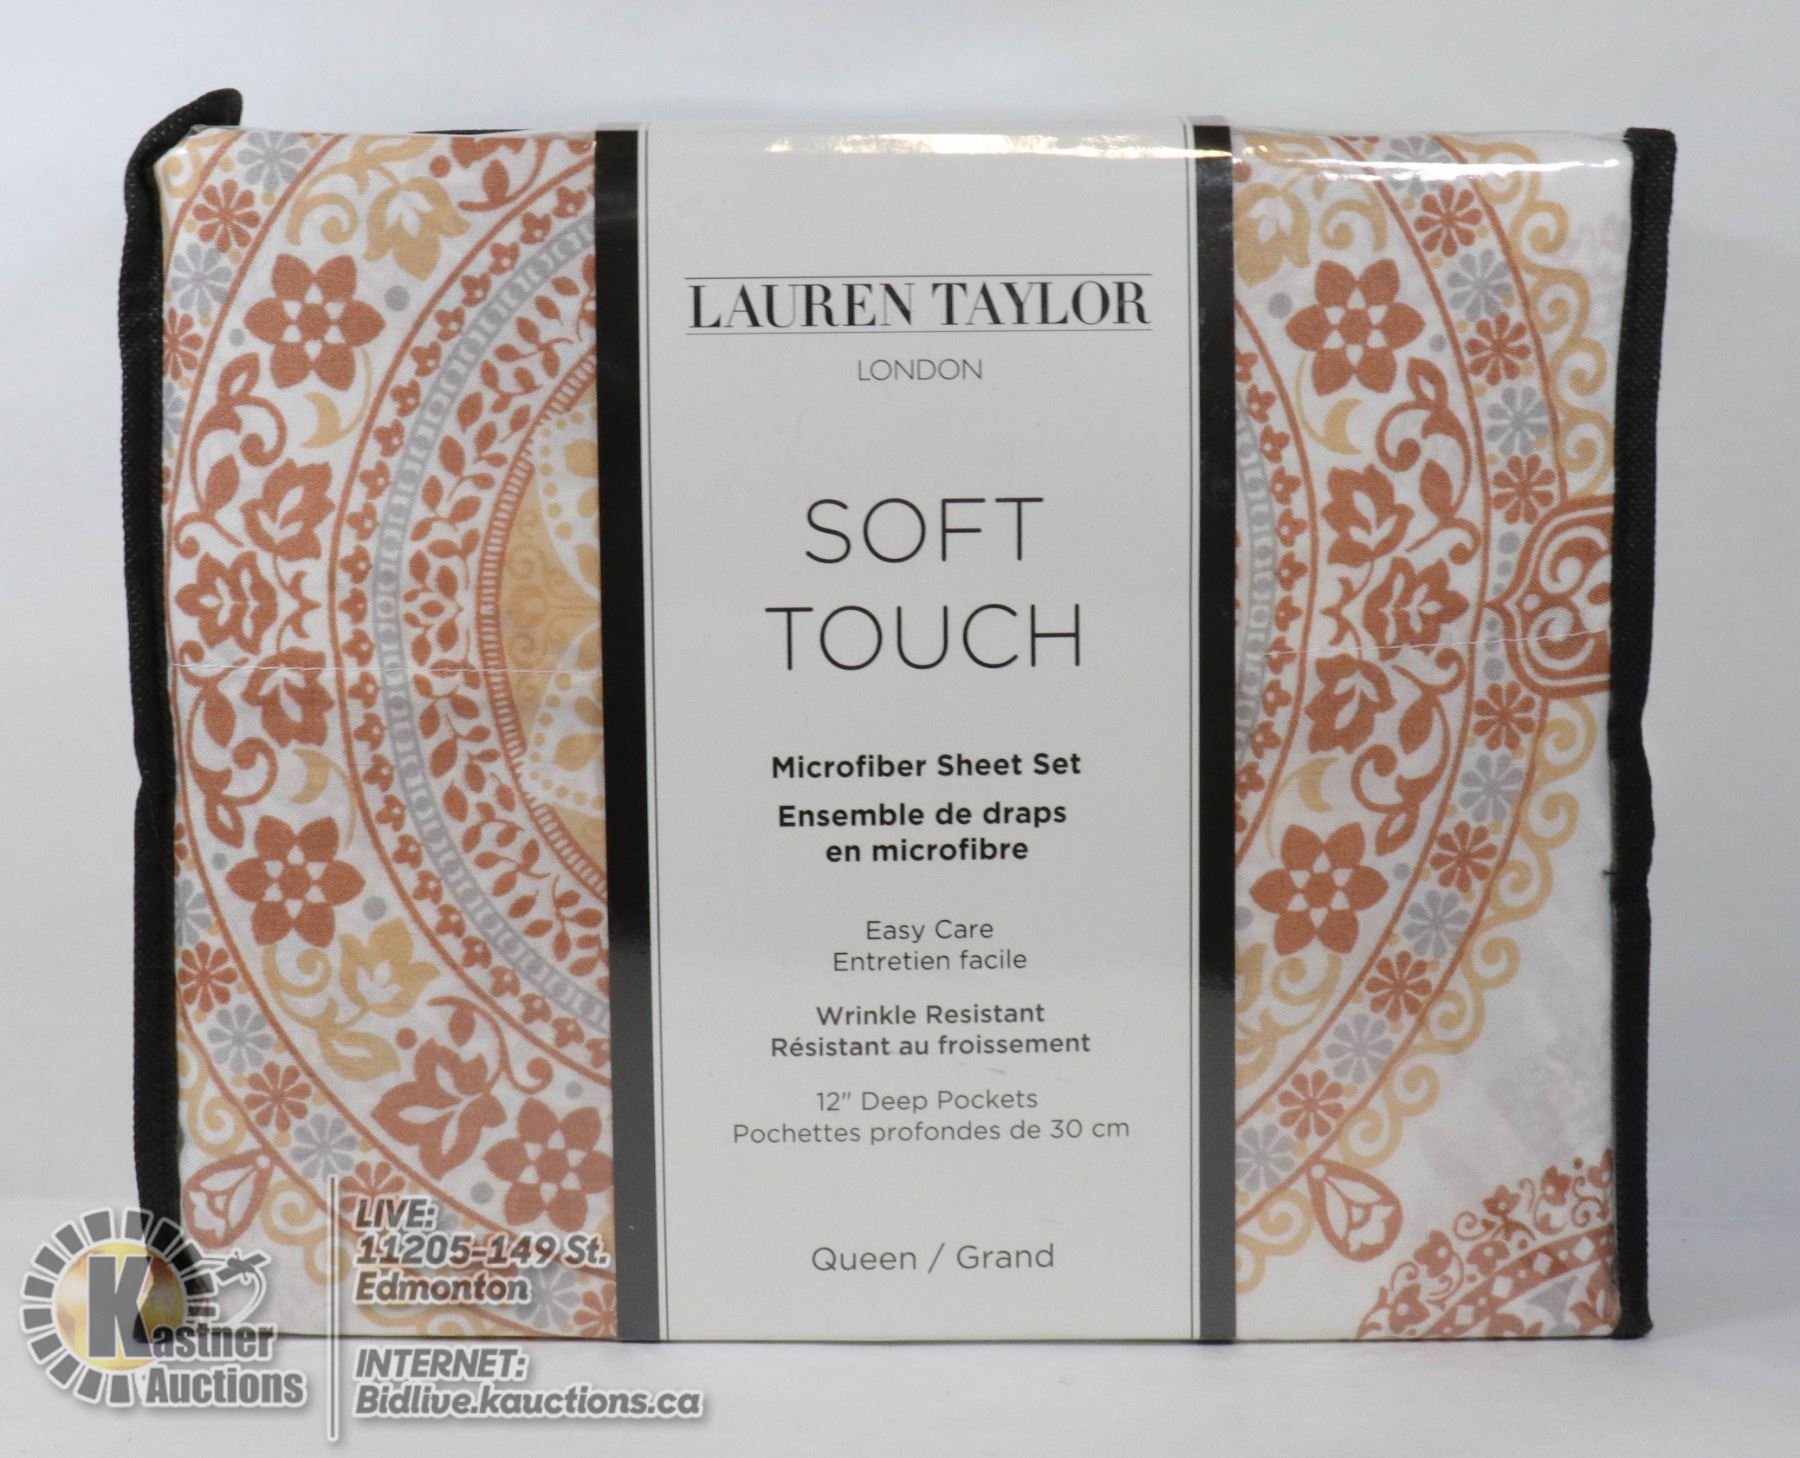 LAUREN TAYLOR
LONDON
SOFT
TOUCH
Microfiber Sheet Set
Ensemble de draps
en microfibre
Easy Care
Entretien facile
Wrinkle Resistant
Résistant au froissement
12" Deep Pockets
Pochettes profondes de 30 cm
Queen / Grand
Kastner
Auctions
LIVE:
11205-149 St.
Edmonton
INTERNET:
Bidlive.kauctions.ca